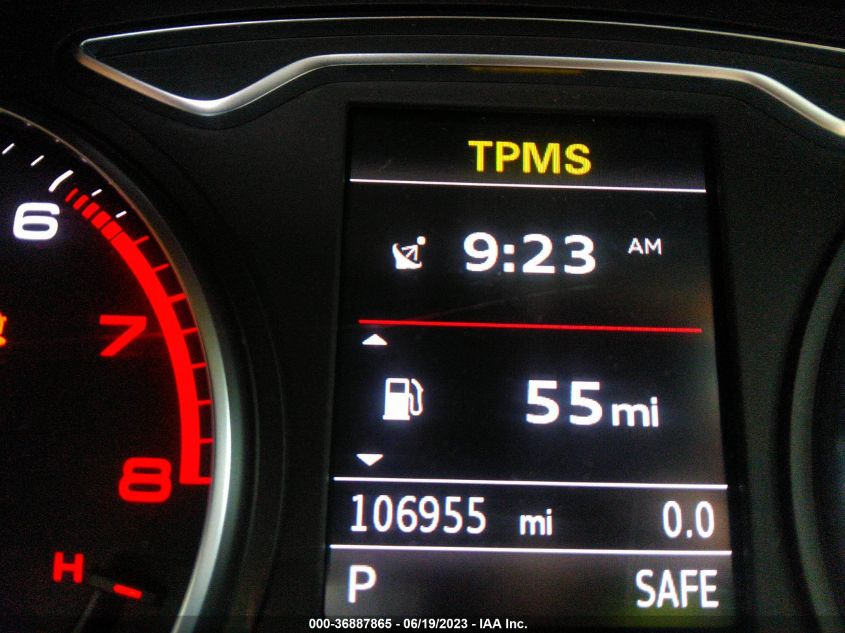 TPMS
9:23 AM
6
7
55 mi
8
106955 mi 0.0
H
P SAFE
000-36887865 - 06/19/2023 - IAA Inc.